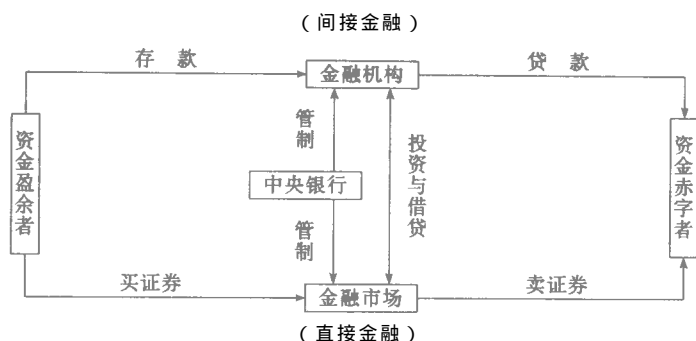 （间接金融）
存 款
金融机构
贷 款
资金盈余者
管制
中央银行
管制
投资与借贷
资金赤字者
买证券
金融市场
卖证券
（直接金融）